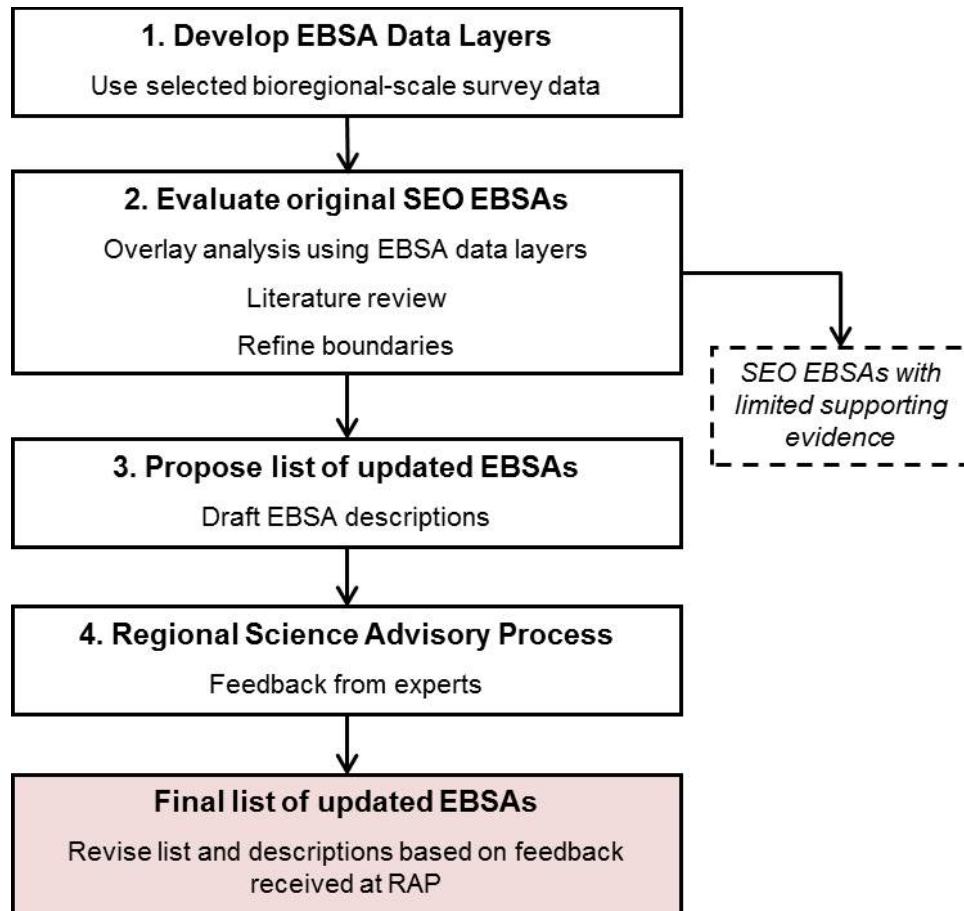 1. Develop EBSA Data Layers
Use selected bioregional-scale survey data
2. Evaluate original SEO EBSAs
Overlay analysis using EBSA data layers
Literature review
Refine boundaries
SEO EBSAs with
limited supporting
evidence
3. Propose list of updated EBSAs
Draft EBSA descriptions
4. Regional Science Advisory Process
Feedback from experts
Final list of updated EBSAs
Revise list and descriptions based on feedback
received at RAP